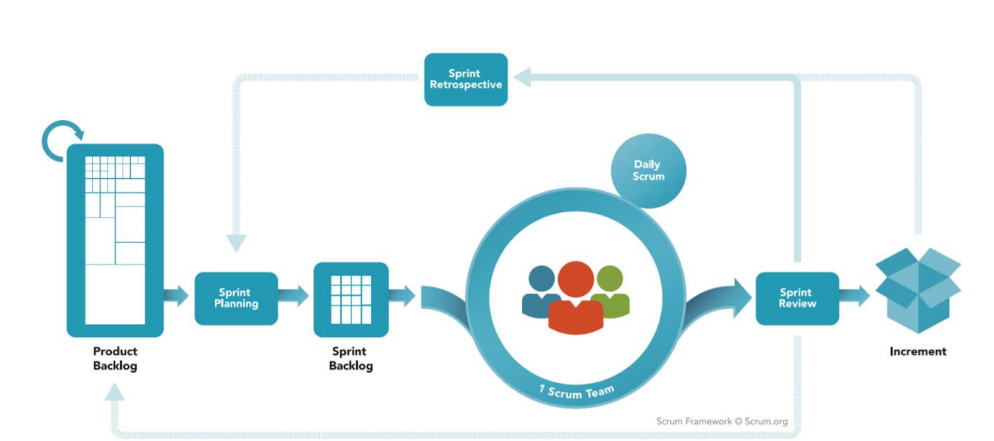 Sprint
Retrospective
Daily
Scrum
Sprint
Planning
Sprint
Review
Product
Backlog
Sprint
Backlog
1 Scrum Team
Increment
Scrum Framework © Scrum.org